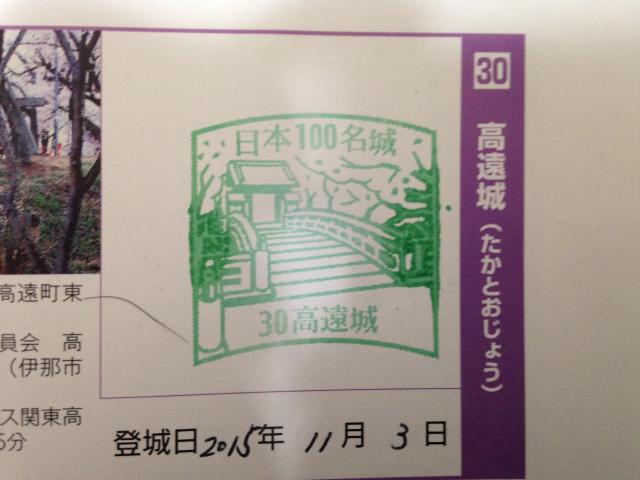 30
高遠城(たかとおじょう)
日本100名城
30高遠城
高遠町東
員会 高
(伊那市
ス関東高
5分
登城日2015年 11月 3日